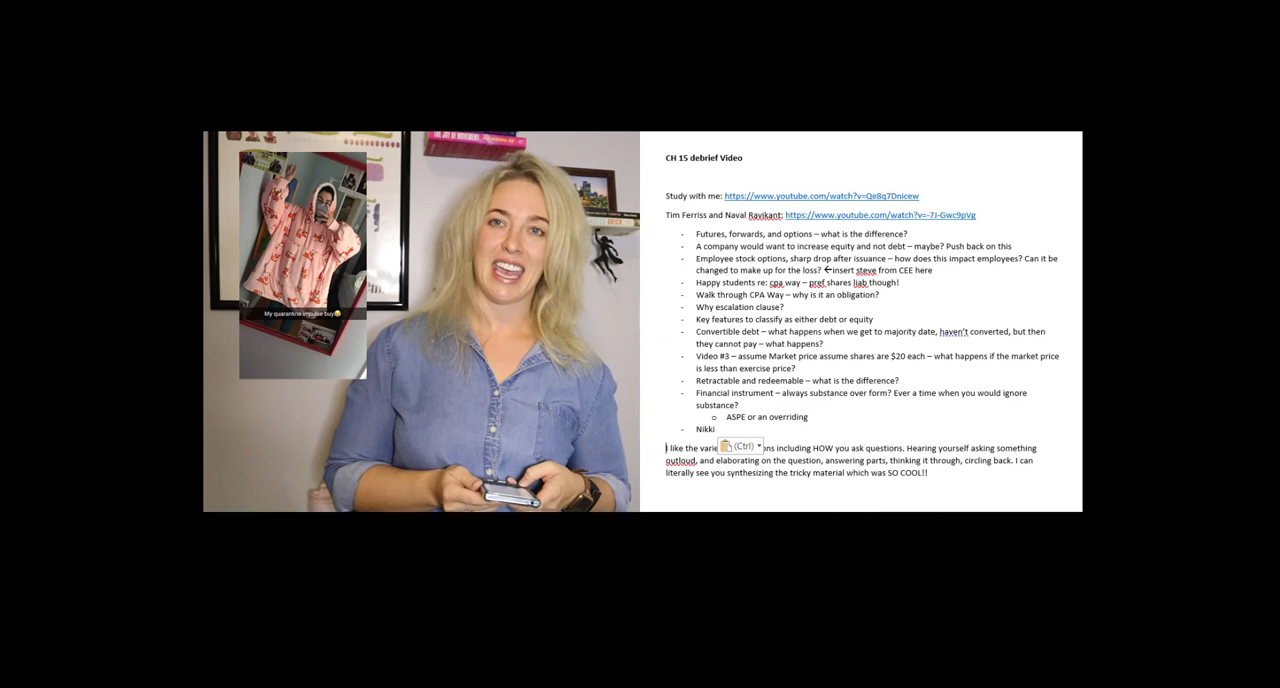 THE JOY OF MOVEMENT
My quarantine impulse buy😂
CH 15 debrief Video
Study with me: https://www.youtube.com/watch?v=Qe8q7Dnicew
Tim Ferriss and Naval Ravikant: https://www.youtube.com/watch?v=-7J-Gwc9pVg
- Futures, forwards, and options – what is the difference?
- A company would want to increase equity and not debt – maybe? Push back on this
- Employee stock options, sharp drop after issuance – how does this impact employees? Can it be
changed to make up for the loss? ←insert steve from CEE here
- Happy students re: cpa way – pref shares liab though!
- Walk through CPA Way – why is it an obligation?
- Why escalation clause?
- Key features to classify as either debt or equity
- Convertible debt – what happens when we get to majority date, haven't converted, but then
they cannot pay – what happens?
- Video #3 – assume Market price assume shares are $20 each – what happens if the market price
is less than exercise price?
- Retractable and redeemable – what is the difference?
- Financial instrument – always substance over form? Ever a time when you would ignore
substance?
o ASPE or an overriding
- Nikki
(Ctrl)
I like the varie ons including HOW you ask questions. Hearing yourself asking something
outloud, and elaborating on the question, answering parts, thinking it through, circling back. I can
literally see you synthesizing the tricky material which was SO COOL!!